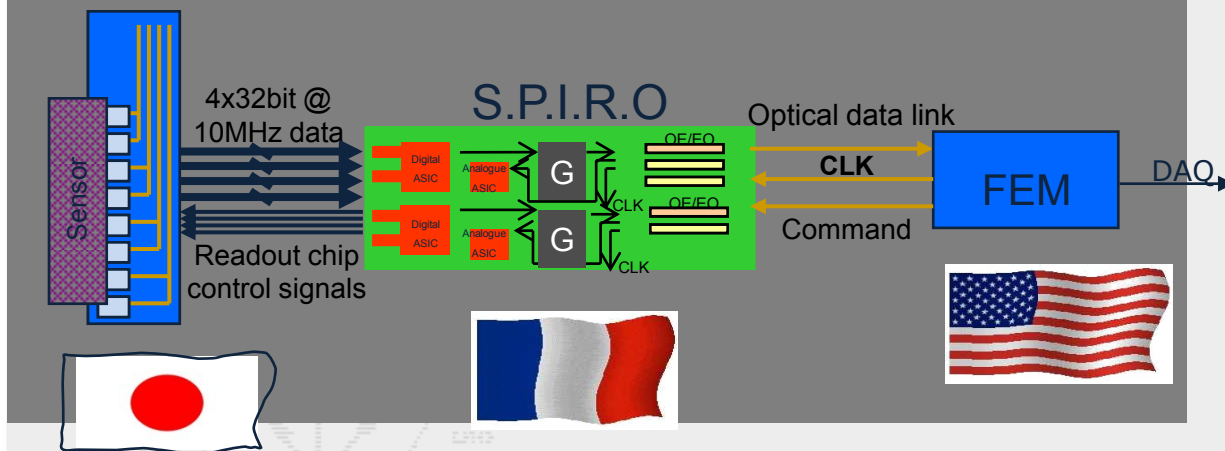 Sensor
4x32bit @
10MHz data
Readout chip
control signals
S.P.I.R.O
Digital
ASIC
Analogue
ASIC
G
CLK
OE/EO
Digital
ASIC
Analogue
ASIC
G
CLK
OE/EO
Optical data link
CLK
Command
FEM
DAQ